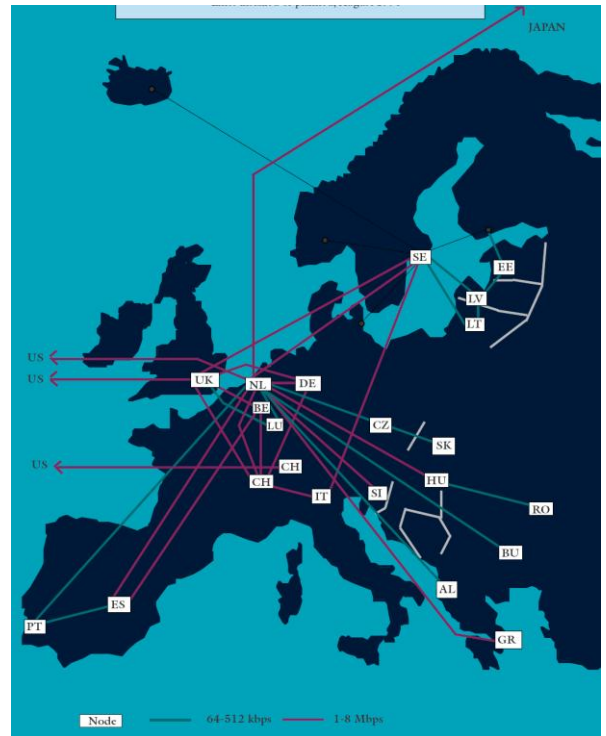 JAPAN
SE
EE
LV
LT
US
US
UK
NL
DE
BE
LU
CZ
SK
US
CH
CH
IT
SI
HU
RO
BU
AL
ES
PT
GR
Node
64-512 kbps
1-8 Mbps